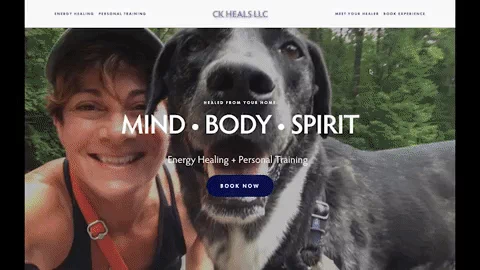 CK HEALS LLC
ENERGY HEALING PERSONAL TRAINING
MEET YOUR HEALER BOOK EXPERIENCE
HEALED FROM YOUR HOME
MIND • BODY • SPIRIT
Energy Healing + Personal Training
BOOK NOW